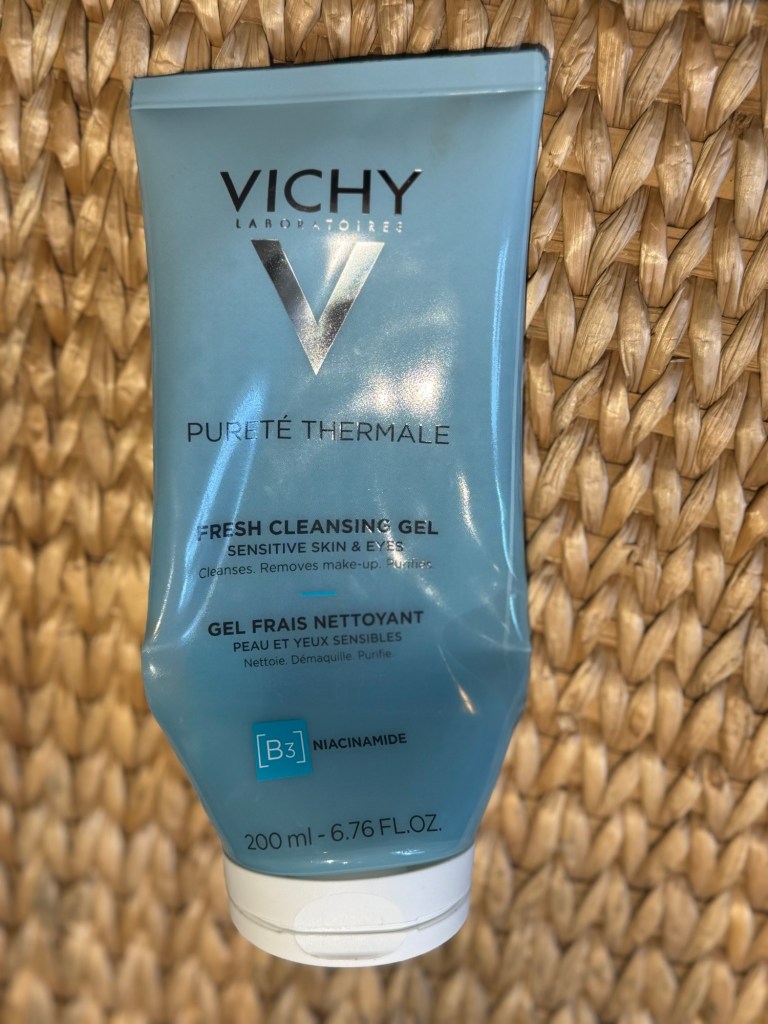 VICHY
LABORATOIRES
V
PURETÉ THERMALE
FRESH CLEANSING GEL
SENSITIVE SKIN & EYES
Cleanses. Removes make-up. Purifies.
GEL FRAIS NETTOYANT
PEAU ET YEUX SENSIBLES
Nettoie. Démaquille. Purifie.
[B3] NIACINAMIDE
200 ml - 6.76 FL.OZ.